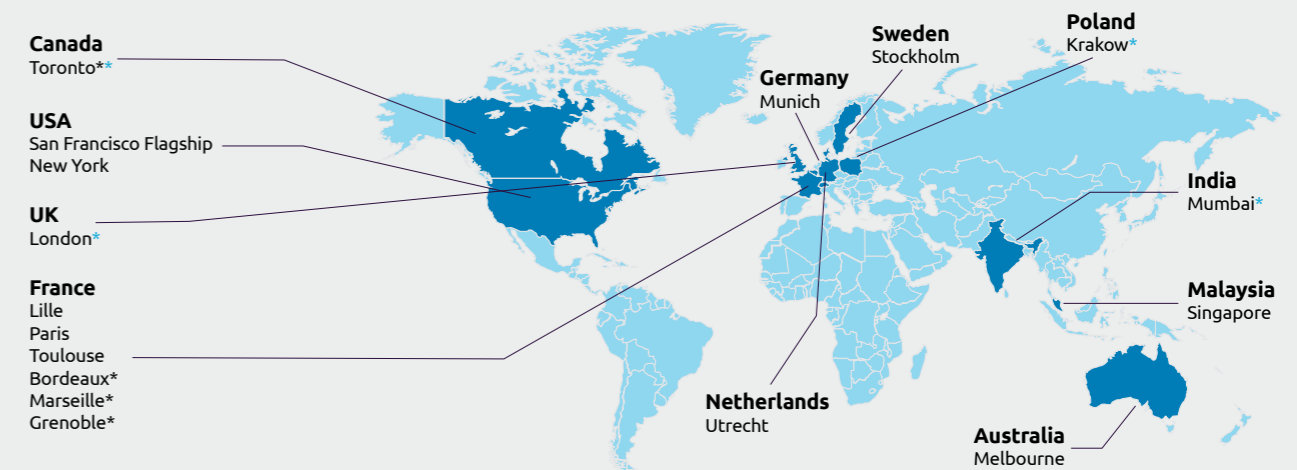 Canada
Toronto**
USA
San Francisco Flagship
New York
UK
London*
France
Lille
Paris
Toulouse
Bordeaux*
Marseille*
Grenoble*
Germany
Munich
Sweden
Stockholm
Poland
Krakow*
India
Mumbai*
Malaysia
Singapore
Netherlands
Utrecht
Australia
Melbourne